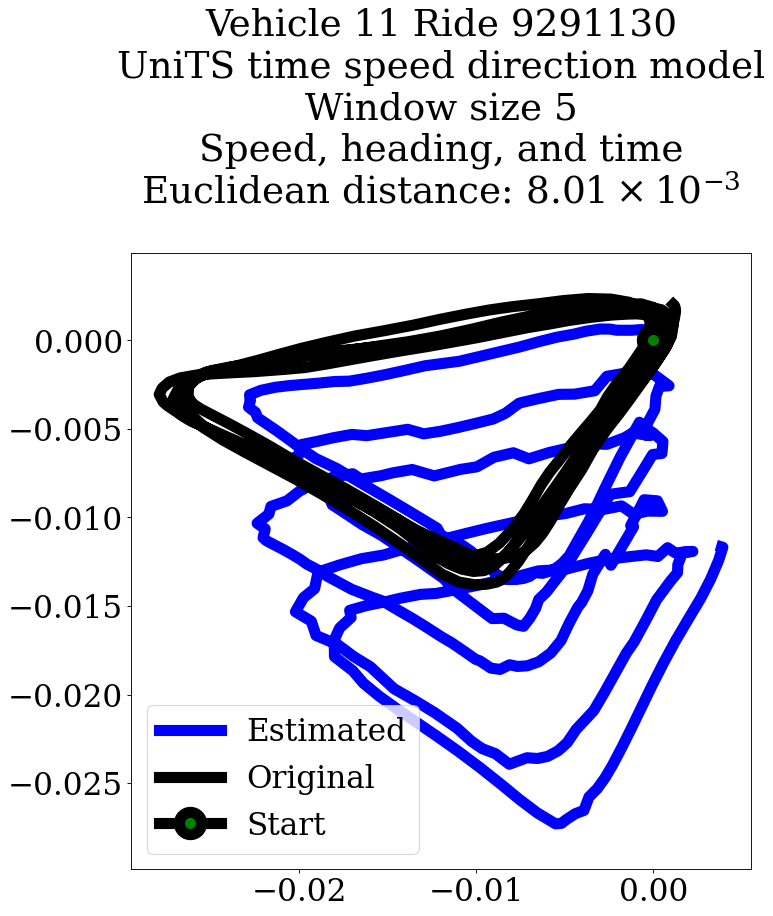 Vehicle 11 Ride 9291130
UniTS time speed direction model
Window size 5
Speed, heading, and time
Euclidean distance: 8.01 × 10⁻³
0.000
−0.005
−0.010
−0.015
−0.020
−0.025
Estimated
Original
Start
−0.02 −0.01 0.00